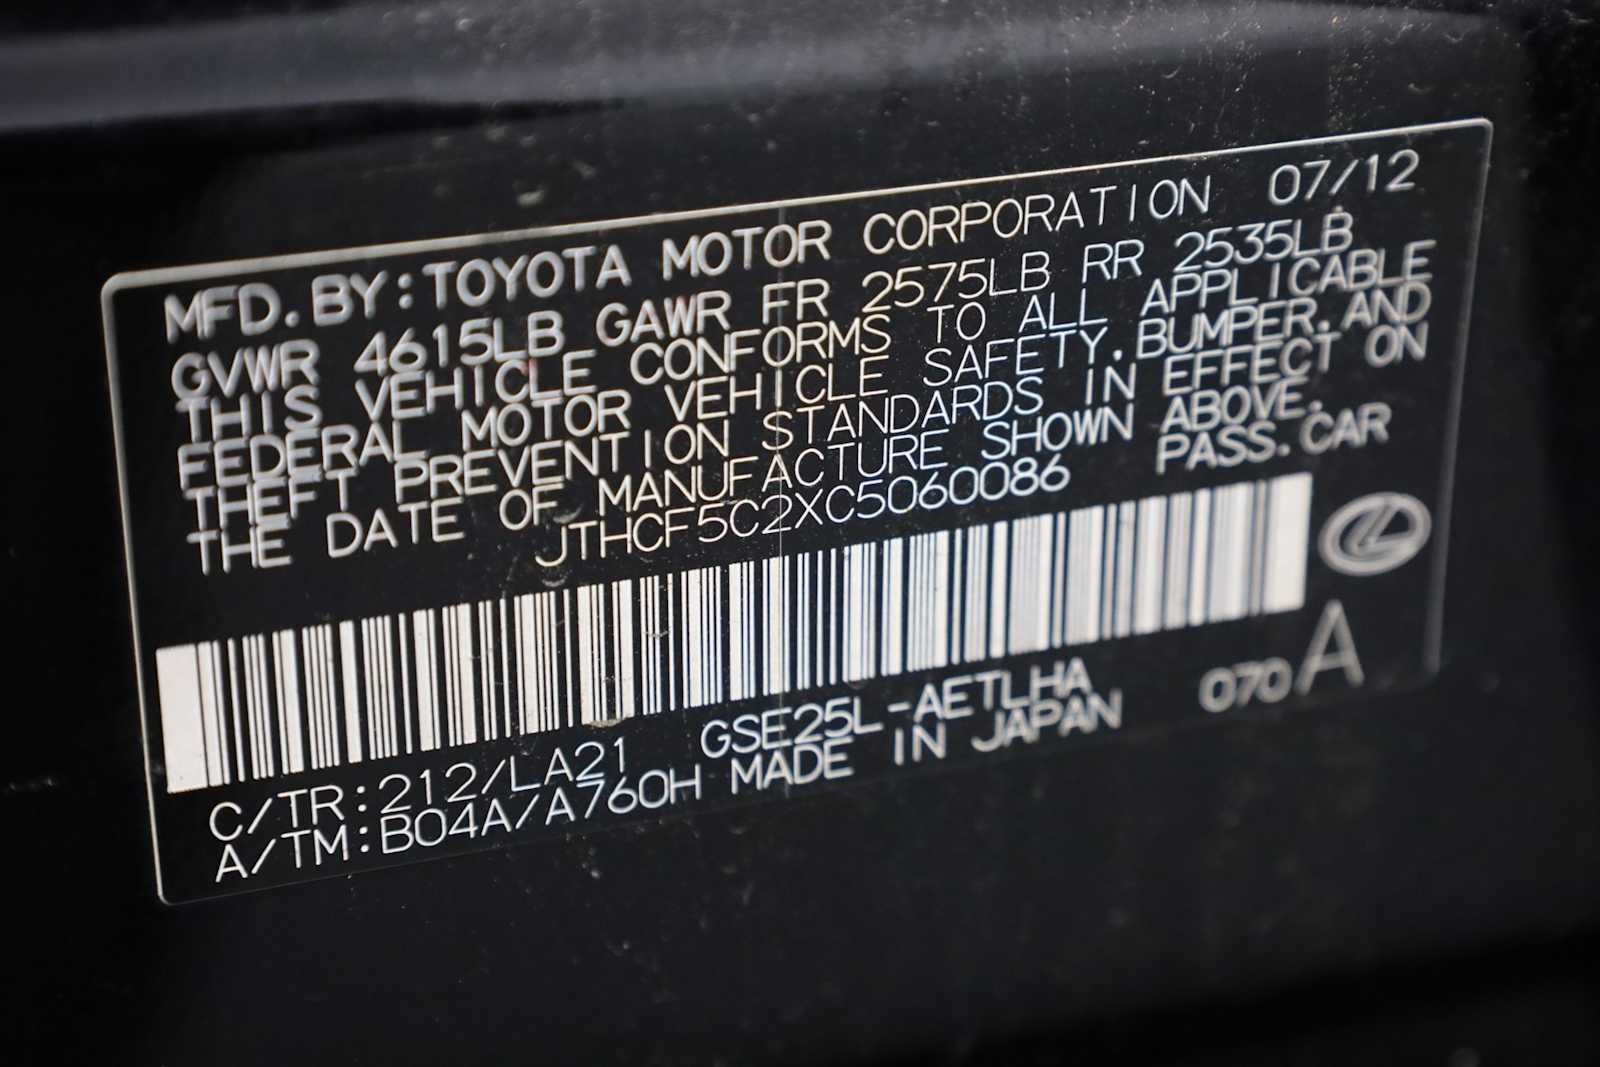 MFD. BY: TOYOTA MOTOR CORPORATION 07/12
GVWR 4615LB GAWR FR 2575LB RR 2535LB
THIS VEHICLE CONFORMS TO ALL APPLICABLE
FEDERAL MOTOR VEHICLE SAFETY, BUMPER, AND
THEFT PREVENTION STANDARDS IN EFFECT ON
THE DATE OF MANUFACTURE SHOWN ABOVE.
JTHCF5C2XC5060086 PASS. CAR
C/TR:212/LA21 GSE25L-AETLHA 070 A
A/TM:B04A/A760H MADE IN JAPAN